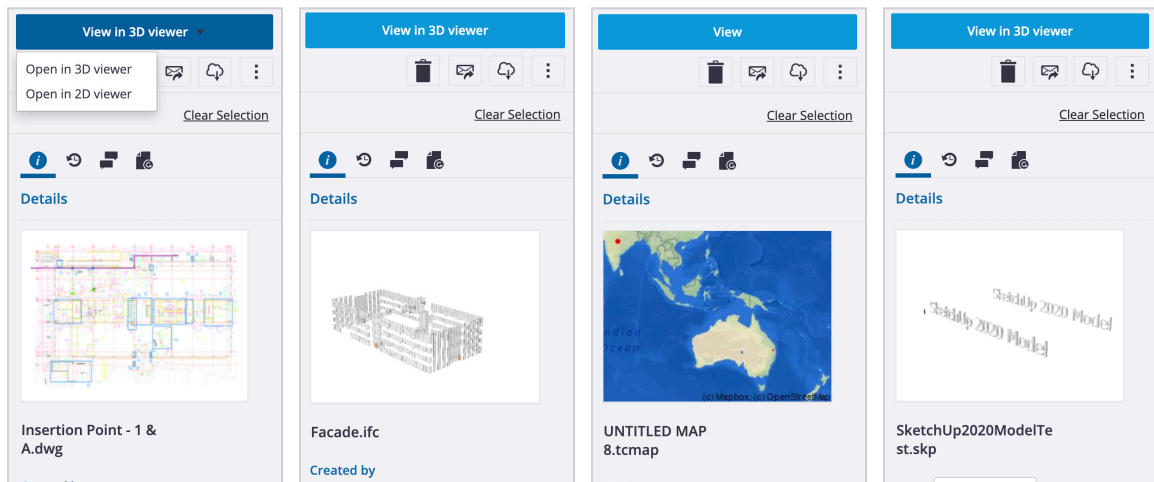 View in 3D viewer
Open in 3D viewer
Open in 2D viewer
Clear Selection
Details
Insertion Point - 1 &
A.dwg
View in 3D viewer
Clear Selection
Details
Facade.ifc
Created by
View
Clear Selection
Details
Indian
Ocean
(c) Mapbox, (c) OpenStreetMap
UNTITLED MAP
8.tcmap
View in 3D viewer
Clear Selection
Details
SketchUp 2020 Model
SketchUp 2020 Model
SketchUp2020ModelTe
st.skp